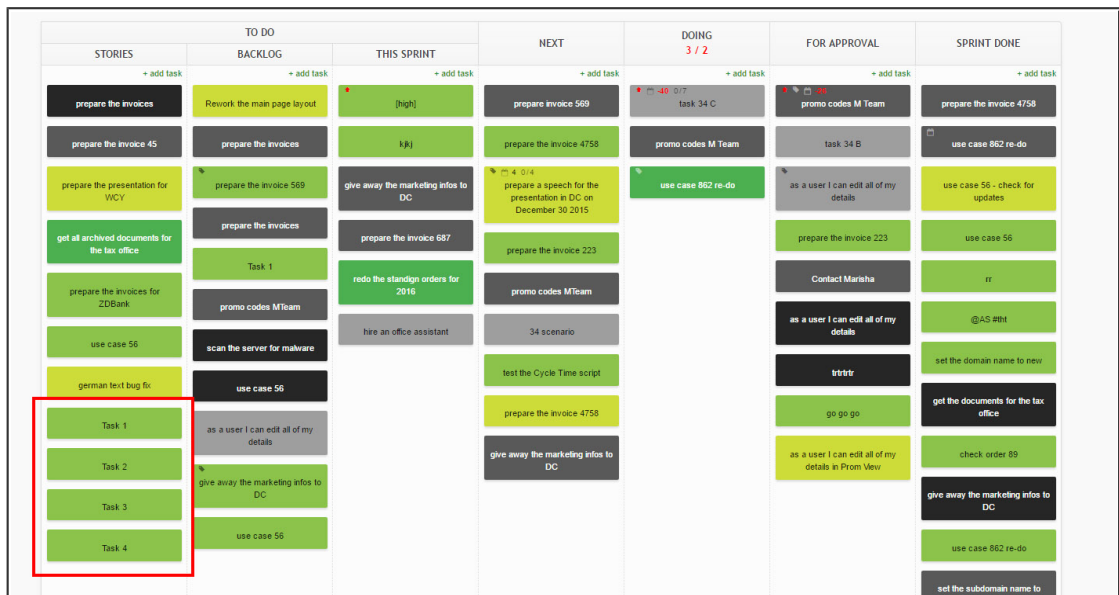 TO DO
NEXT
DOING
3 / 2
FOR APPROVAL
SPRINT DONE
STORIES
BACKLOG
THIS SPRINT
+ add task
+ add task
+ add task
+ add task
+ add task
+ add task
+ add task
prepare the invoices
prepare the invoice 45
prepare the presentation for
WCY
get all archived documents for
the tax office
prepare the invoices for
ZDBank
use case 56
german text bug fix
Task 1
Task 2
Task 3
Task 4
Rework the main page layout
prepare the invoices
prepare the invoice 569
prepare the invoices
Task 1
promo codes MTeam
scan the server for malware
use case 56
as a user I can edit all of my
details
give away the marketing infos to
DC
use case 56
[high]
kjkj
give away the marketing infos to
DC
prepare the invoice 687
redo the standign orders for
2016
hire an office assistant
prepare invoice 569
prepare the invoice 4758
4 0/4
prepare a speech for the
presentation in DC on
December 30 2015
prepare the invoice 223
promo codes MTeam
34 scenario
test the Cycle Time script
prepare the invoice 4758
give away the marketing infos to
DC
-40 0/7
task 34 C
promo codes M Team
use case 862 re-do
promo codes M Team
task 34 B
as a user I can edit all of my
details
prepare the invoice 223
Contact Marisha
as a user I can edit all of my
details
trtrtrtr
go go go
as a user I can edit all of my
details in Prom View
prepare the invoice 4758
use case 862 re-do
use case 56 - check for
updates
use case 56
rr
@AS #tht
set the domain name to new
get the documents for the tax
office
check order 89
give away the marketing infos to
DC
use case 862 re-do
set the subdomain name to